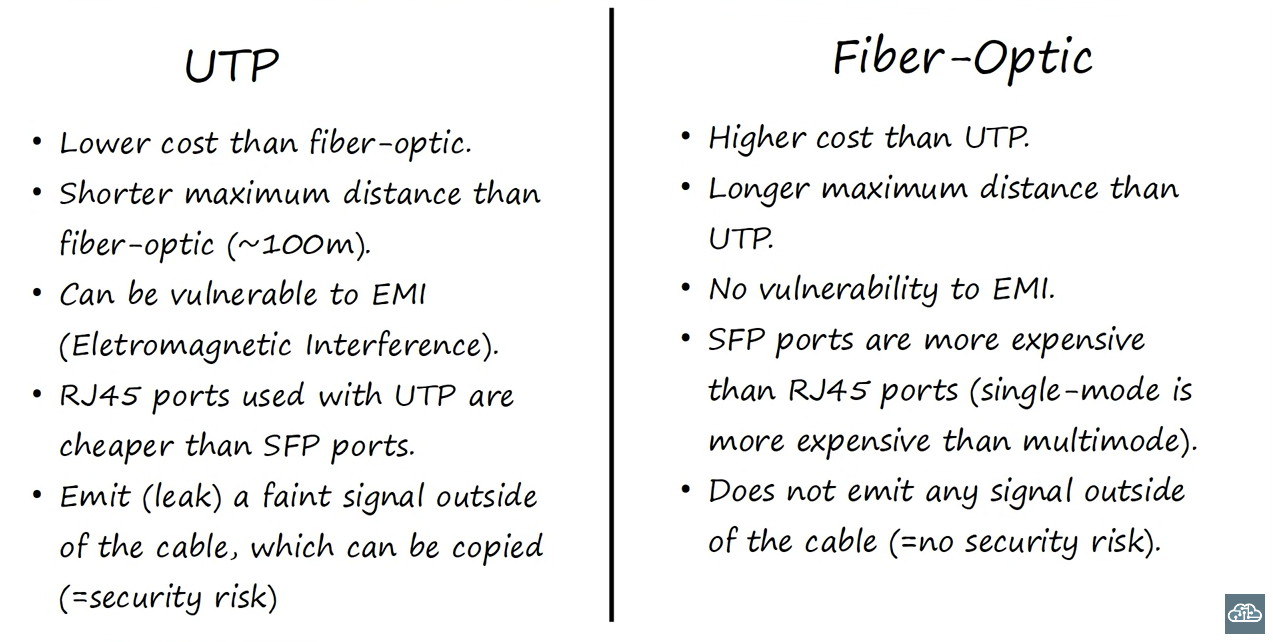 UTP
• Lower cost than fiber-optic.
• Shorter maximum distance than
fiber-optic (~100m).
• Can be vulnerable to EMI
(Eletromagnetic Interference).
• RJ45 ports used with UTP are
cheaper than SFP ports.
• Emit (leak) a faint signal outside
of the cable, which can be copied
(=security risk)
Fiber-Optic
• Higher cost than UTP.
• Longer maximum distance than
UTP.
• No vulnerability to EMI.
• SFP ports are more expensive
than RJ45 ports (single-mode is
more expensive than multimode).
• Does not emit any signal outside
of the cable (=no security risk).